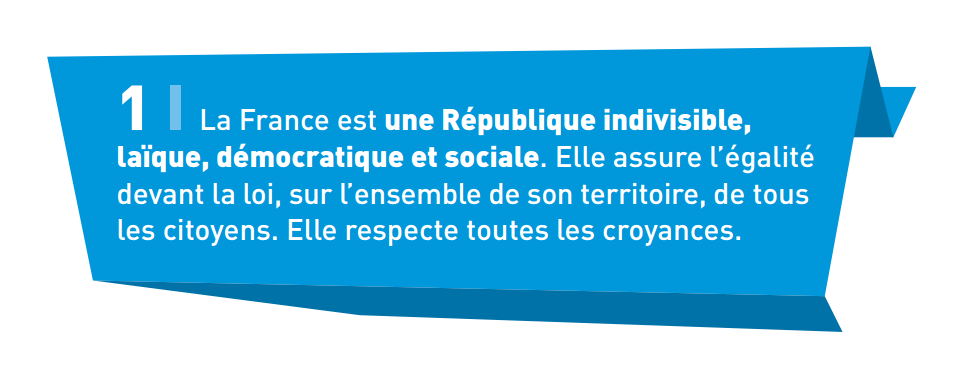 1 | La France est une République indivisible,
laïque, démocratique et sociale. Elle assure l'égalité
devant la loi, sur l'ensemble de son territoire, de tous
les citoyens. Elle respecte toutes les croyances.